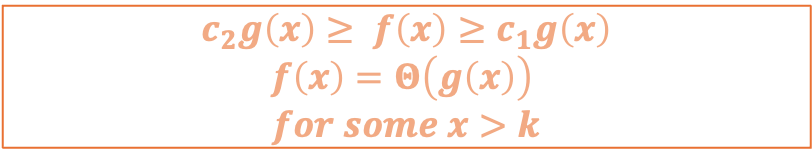 c₂g(x) ≥ f(x) ≥ c₁g(x)
f(x) = Θ(g(x))
for some x > k